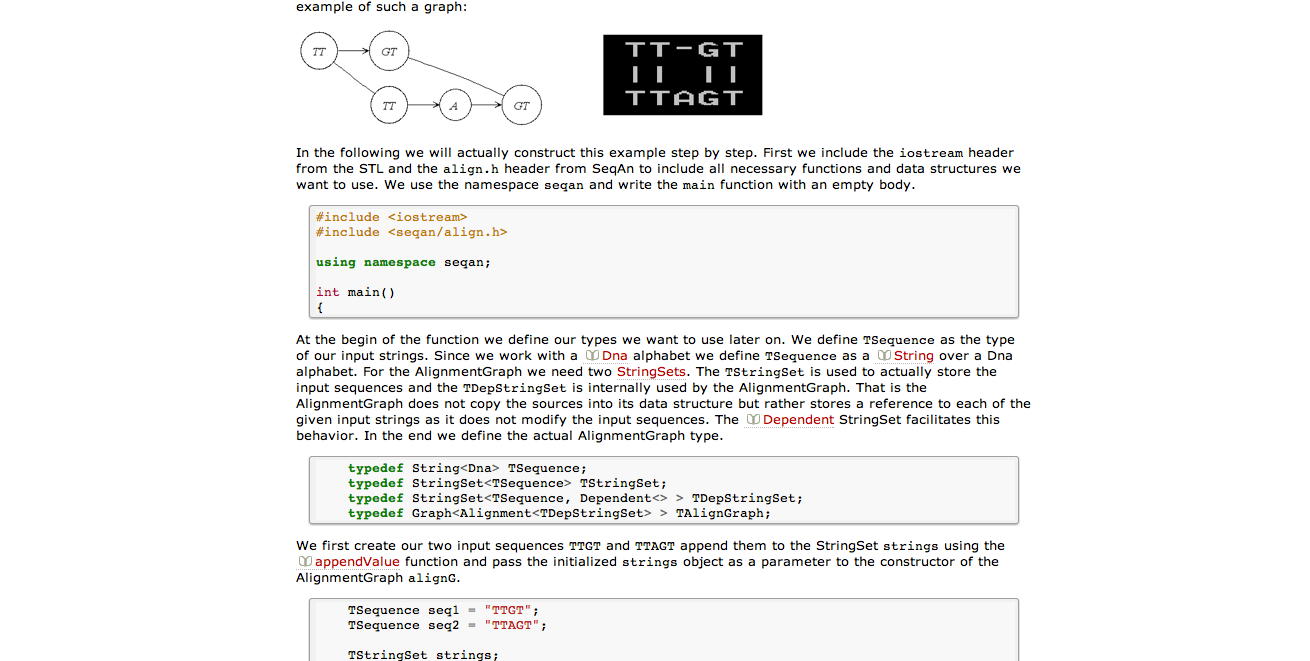 example of such a graph:
TT GT
TT A GT
TT-GT
|| ||
TTAGT
In the following we will actually construct this example step by step. First we include the iostream header
from the STL and the align.h header from SeqAn to include all necessary functions and data structures we
want to use. We use the namespace seqan and write the main function with an empty body.
#include <iostream>
#include <seqan/align.h>
using namespace seqan;
int main()
{
At the begin of the function we define our types we want to use later on. We define TSequence as the type
of our input strings. Since we work with a Dna alphabet we define TSequence as a String over a Dna
alphabet. For the AlignmentGraph we need two StringSets. The TStringSet is used to actually store the
input sequences and the TDepStringSet is internally used by the AlignmentGraph. That is the
AlignmentGraph does not copy the sources into its data structure but rather stores a reference to each of the
given input strings as it does not modify the input sequences. The Dependent StringSet facilitates this
behavior. In the end we define the actual AlignmentGraph type.
typedef String<Dna> TSequence;
typedef StringSet<TSequence> TStringSet;
typedef StringSet<TSequence, Dependent<> > TDepStringSet;
typedef Graph<Alignment<TDepStringSet> > TAlignGraph;
We first create our two input sequences TTGT and TTAGT append them to the StringSet strings using the
appendValue function and pass the initialized strings object as a parameter to the constructor of the
AlignmentGraph alignG.
TSequence seq1 = "TTGT";
TSequence seq2 = "TTAGT";
TStringSet strings;